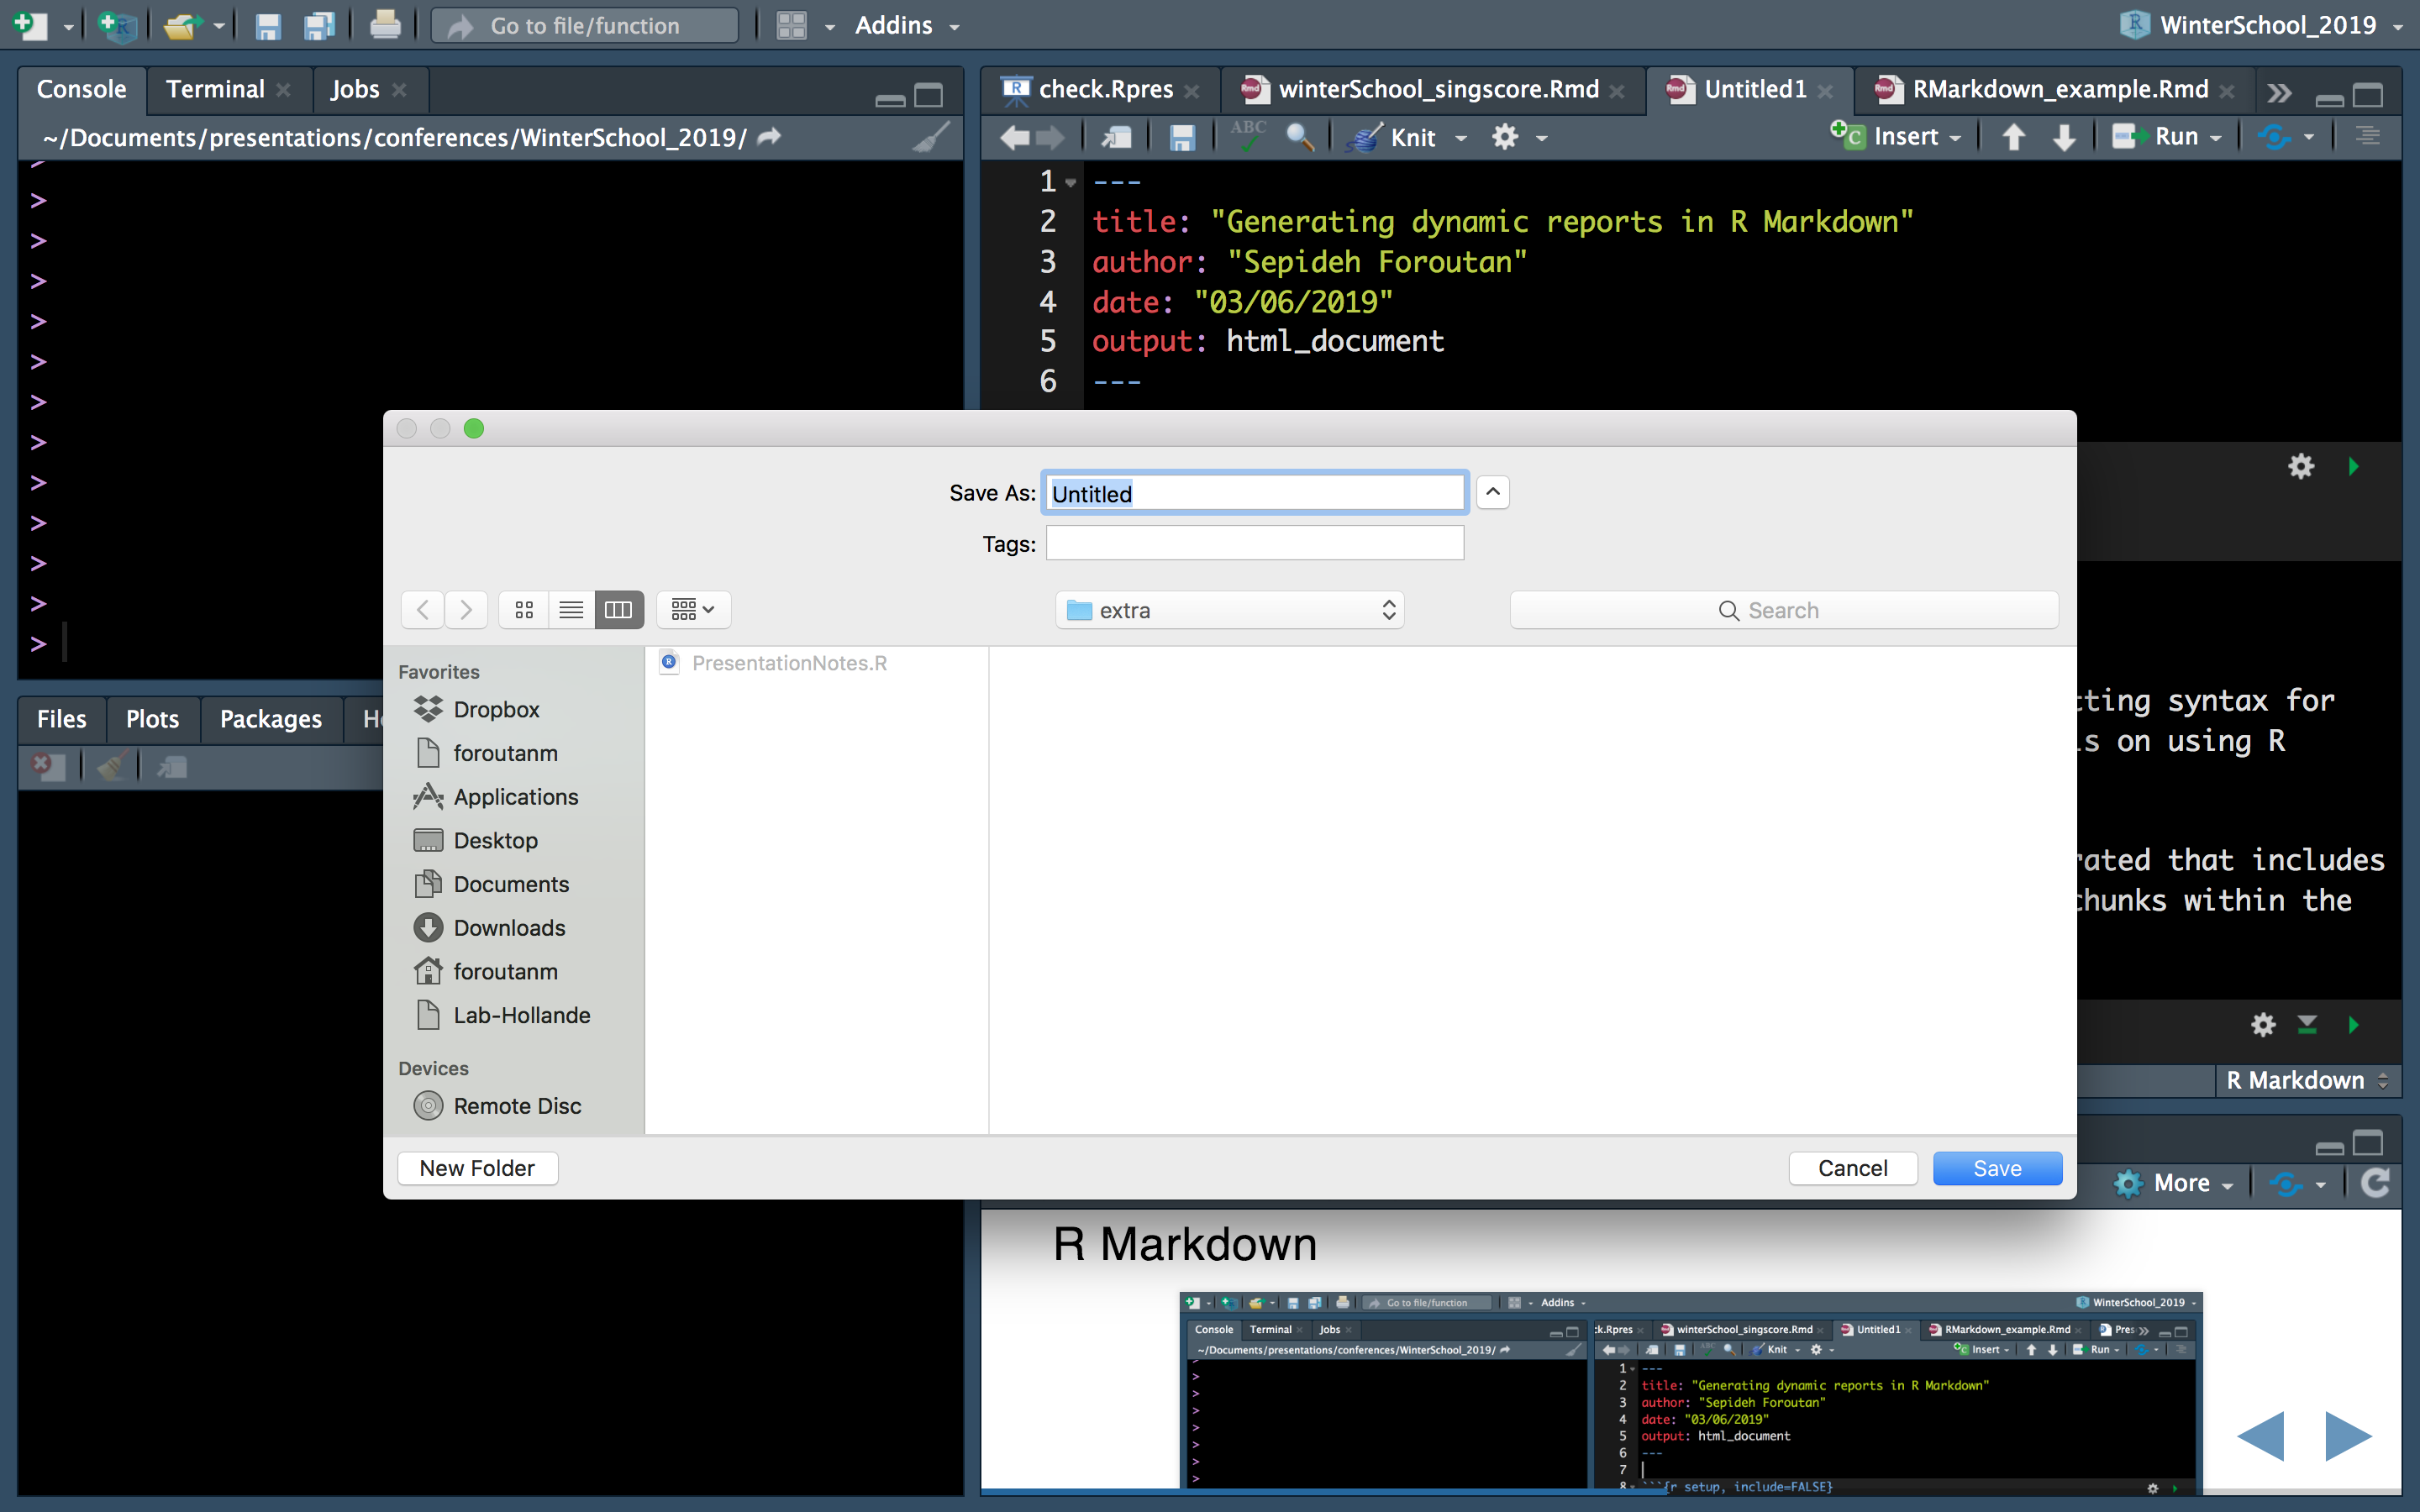 Go to file/function
Addins
WinterSchool_2019
Console Terminal Jobs
~/Documents/presentations/conferences/WinterSchool_2019/
>
>
>
>
>
>
>
>
>
>
>
>
check.Rpres winterSchool_singscore.Rmd Untitled1 RMarkdown_example.Rmd
ABC Knit Insert Run
1 ---
2 title: "Generating dynamic reports in R Markdown"
3 author: "Sepideh Foroutan"
4 date: "03/06/2019"
5 output: html_document
6 ---
Save As: Untitled
Tags:
extra
Search
Favorites
Dropbox
foroutanm
Applications
Desktop
Documents
Downloads
foroutanm
Lab-Hollande
Devices
Remote Disc
PresentationNotes.R
New Folder
Cancel
Save
tting syntax for
s on using R
rated that includes
chunks within the
R Markdown
Files Plots Packages
More
R Markdown
Go to file/function Addins WinterSchool_2019
Console Terminal Jobs
~/Documents/presentations/conferences/WinterSchool_2019/
>
>
>
>
>
>
>
k.Rpres winterSchool_singscore.Rmd Untitled1 RMarkdown_example.Rmd Pres
ABC Knit Insert Run
1 ---
2 title: "Generating dynamic reports in R Markdown"
3 author: "Sepideh Foroutan"
4 date: "03/06/2019"
5 output: html_document
6 ---
7
8 ```{r setup, include=FALSE}